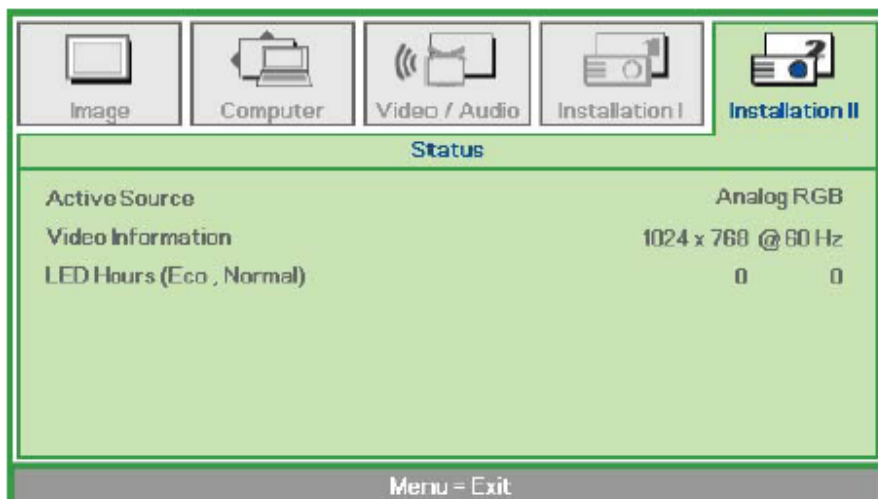 Image Computer Video / Audio Installation I Installation II
Status
Active Source Analog RGB
Video Information 1024 x 768 @ 60 Hz
LED Hours (Eco , Normal) 0 0
Menu = Exit